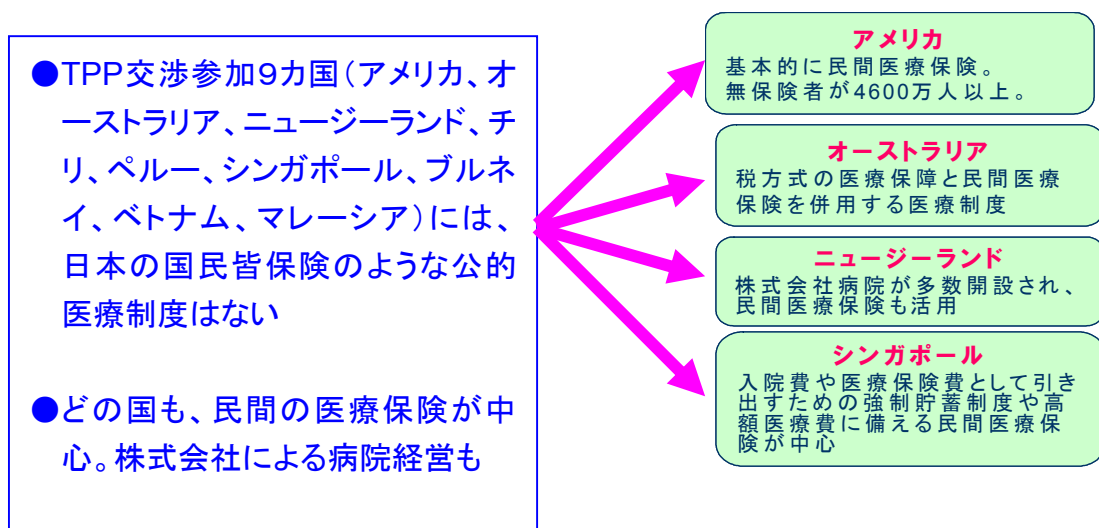 ●TPP交渉参加9カ国(アメリカ、オ
ーストラリア、ニュージーランド、チ
リ、ペルー、シンガポール、ブルネ
イ、ベトナム、マレーシア)には、
日本の国民皆保険のような公的
医療制度はない
●どの国も、民間の医療保険が中
心。株式会社による病院経営も
アメリカ
基本的に民間医療保険。
無保険者が4600万人以上。
オーストラリア
税方式の医療保障と民間医療
保険を併用する医療制度
ニュージーランド
株式会社病院が多数開設され、
民間医療保険も活用
シンガポール
入院費や医療保険費として引き
出すための強制貯蓄制度や高
額医療費に備える民間医療保
険が中心